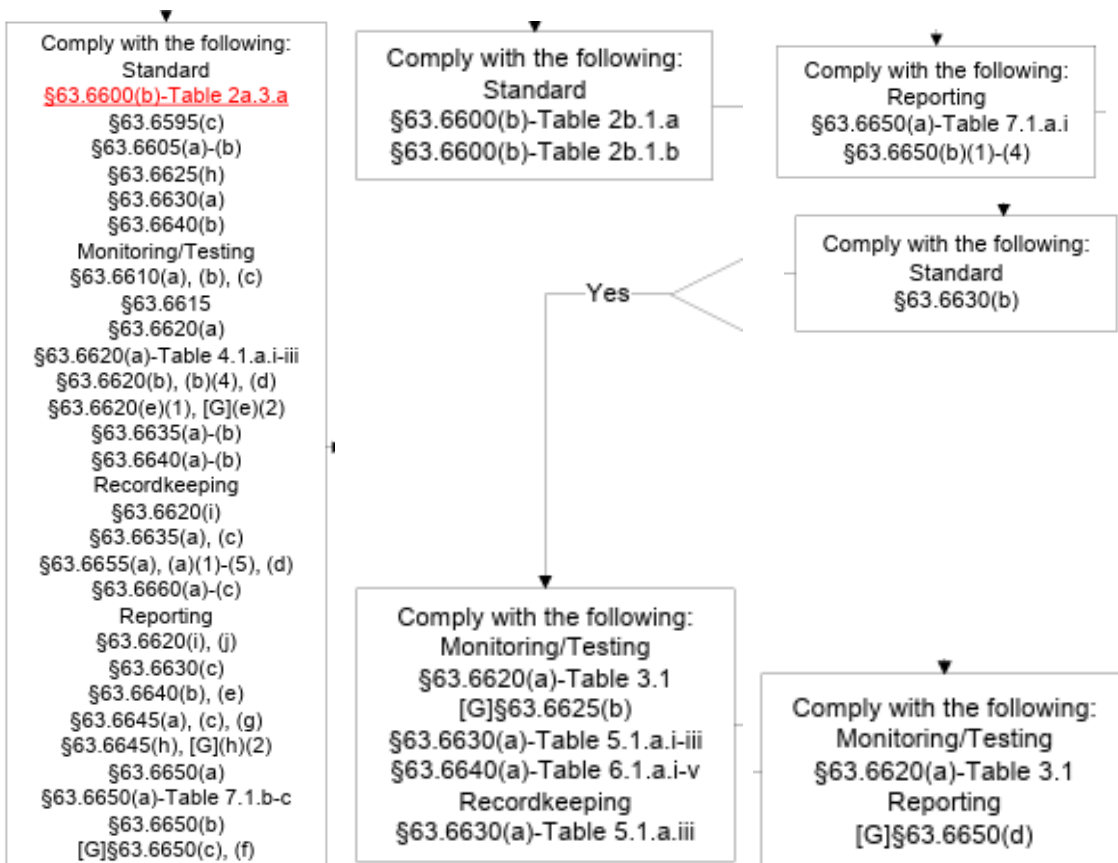 Comply with the following:
Standard
§63.6600(b)-Table 2a.3.a
§63.6595(c)
§63.6605(a)-(b)
§63.6625(h)
§63.6630(a)
§63.6640(b)
Monitoring/Testing
§63.6610(a), (b), (c)
§63.6615
§63.6620(a)
§63.6620(a)-Table 4.1.a.i-iii
§63.6620(b), (b)(4), (d)
§63.6620(e)(1), [G](e)(2)
§63.6635(a)-(b)
§63.6640(a)-(b)
Recordkeeping
§63.6620(i)
§63.6635(a), (c)
§63.6655(a), (a)(1)-(5), (d)
§63.6660(a)-(c)
Reporting
§63.6620(i), (j)
§63.6630(c)
§63.6640(b), (e)
§63.6645(a), (c), (g)
§63.6645(h), [G](h)(2)
§63.6650(a)
§63.6650(a)-Table 7.1.b-c
§63.6650(b)
[G]§63.6650(c), (f)
Comply with the following:
Standard
§63.6600(b)-Table 2b.1.a
§63.6600(b)-Table 2b.1.b
Comply with the following:
Reporting
§63.6650(a)-Table 7.1.a.i
§63.6650(b)(1)-(4)
Comply with the following:
Standard
§63.6630(b)
Yes
Comply with the following:
Monitoring/Testing
§63.6620(a)-Table 3.1
[G]§63.6625(b)
§63.6630(a)-Table 5.1.a.i-iii
§63.6640(a)-Table 6.1.a.i-v
Recordkeeping
§63.6630(a)-Table 5.1.a.iii
Comply with the following:
Monitoring/Testing
§63.6620(a)-Table 3.1
Reporting
[G]§63.6650(d)